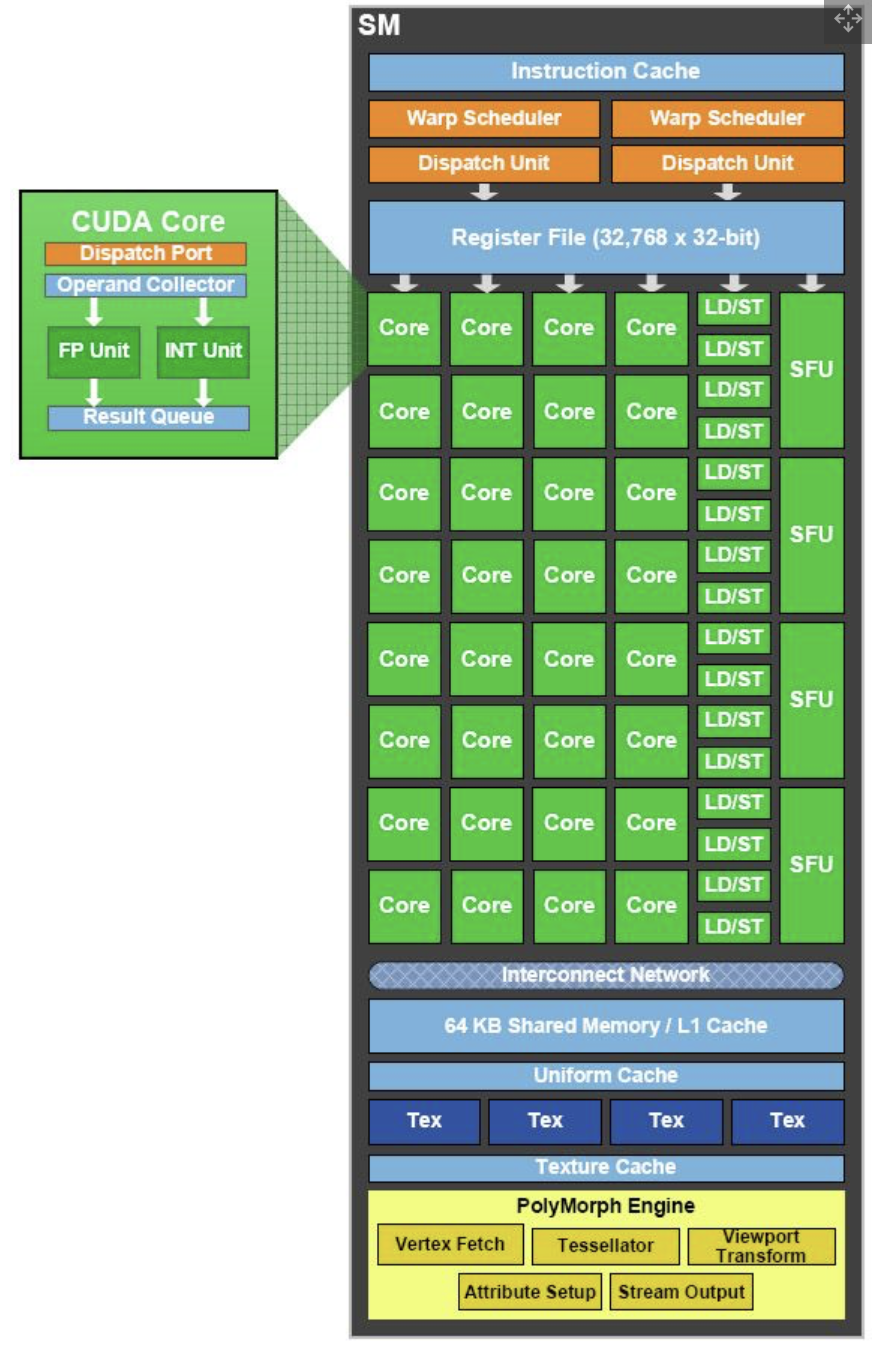 SM
Instruction Cache
Warp Scheduler Warp Scheduler
Dispatch Unit Dispatch Unit
Register File (32,768 x 32-bit)
CUDA Core
Dispatch Port
Operand Collector
FP Unit INT Unit
Result Queue
Core Core Core Core LD/ST SFU
LD/ST
Core Core Core Core LD/ST
LD/ST
Core Core Core Core LD/ST SFU
LD/ST
Core Core Core Core LD/ST
LD/ST
Core Core Core Core LD/ST SFU
LD/ST
Core Core Core Core LD/ST
LD/ST
Core Core Core Core LD/ST SFU
LD/ST
Core Core Core Core LD/ST
LD/ST
Interconnect Network
64 KB Shared Memory / L1 Cache
Uniform Cache
Tex Tex Tex Tex
Texture Cache
PolyMorph Engine
Vertex Fetch Tessellator Viewport
Transform
Attribute Setup Stream Output